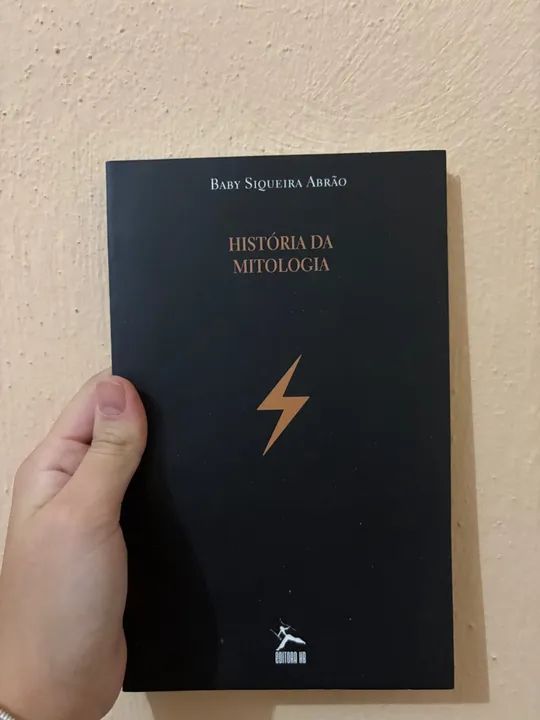 BABY SIQUEIRA ABRÃO
HISTÓRIA DA
MITOLOGIA
EDITORA HB